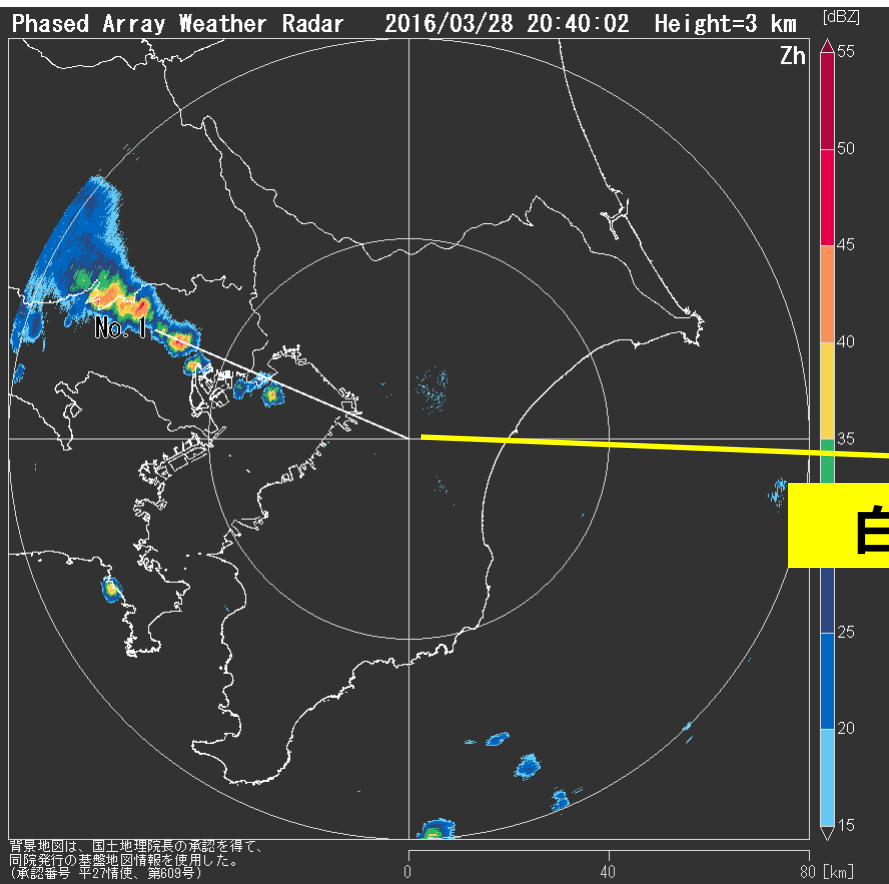 Phased Array Weather Radar 2016/03/28 20:40:02 Height=3 km [dBZ]
Zh
55
50
45
40
35
25
20
15
No. 1
白
背景地図は、国土地理院長の承認を得て、
同院発行の基盤地図情報を使用した。
(承認番号 平27情使、第609号)
0 40 80 [km]